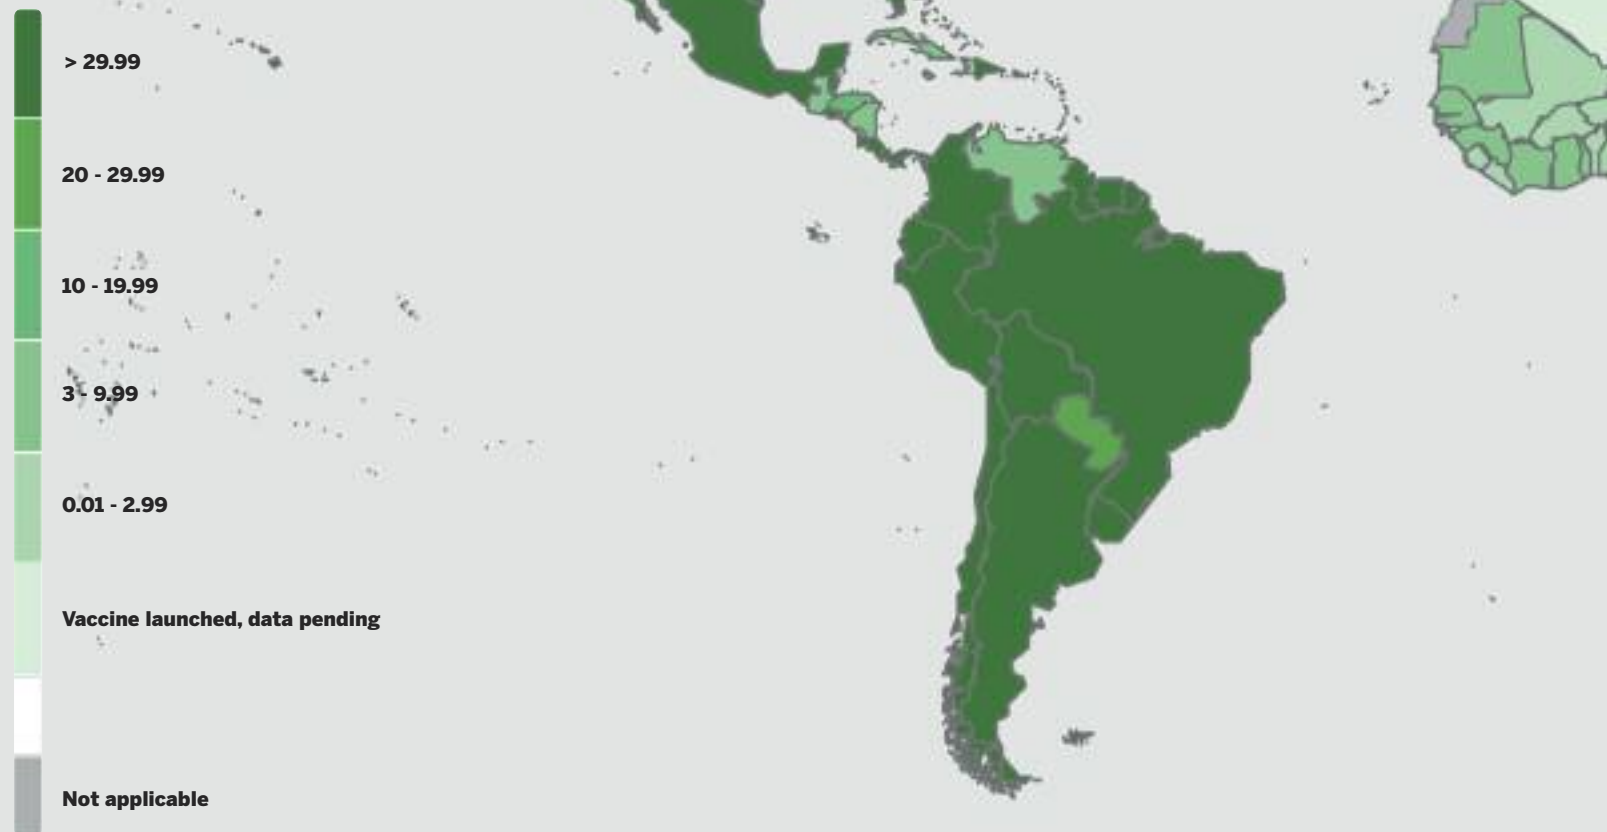 > 29.99
20 - 29.99
10 - 19.99
3 - 9.99
0.01 - 2.99
Vaccine launched, data pending
Not applicable